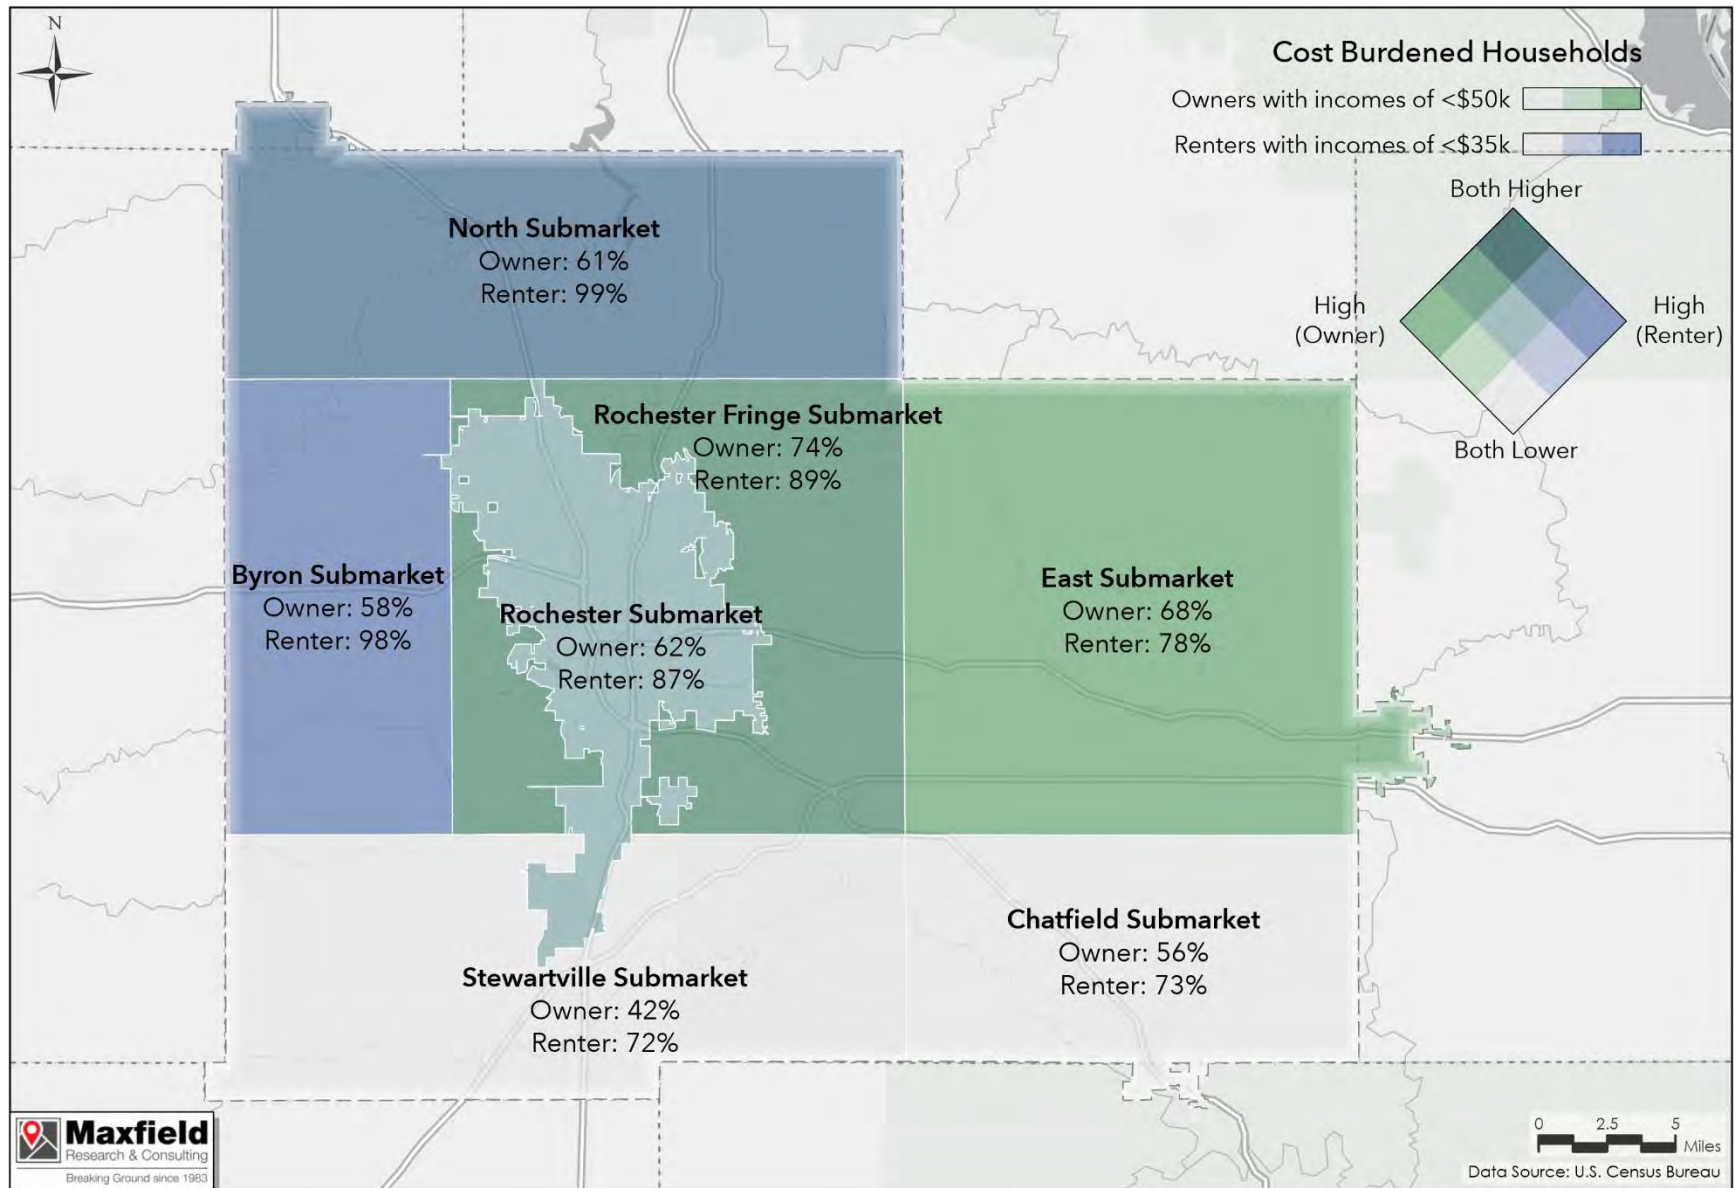 N
Cost Burdened Households
Owners with incomes of <$50k
Renters with incomes of <$35k
Both Higher
High
(Owner)
High
(Renter)
Both Lower
North Submarket
Owner: 61%
Renter: 99%
Rochester Fringe Submarket
Owner: 74%
Renter: 89%
Byron Submarket
Owner: 58%
Renter: 98%
Rochester Submarket
Owner: 62%
Renter: 87%
East Submarket
Owner: 68%
Renter: 78%
Chatfield Submarket
Owner: 56%
Renter: 73%
Stewartville Submarket
Owner: 42%
Renter: 72%
Maxfield
Research & Consulting
Breaking Ground since 1983
0 2.5 5
Miles
Data Source: U.S. Census Bureau